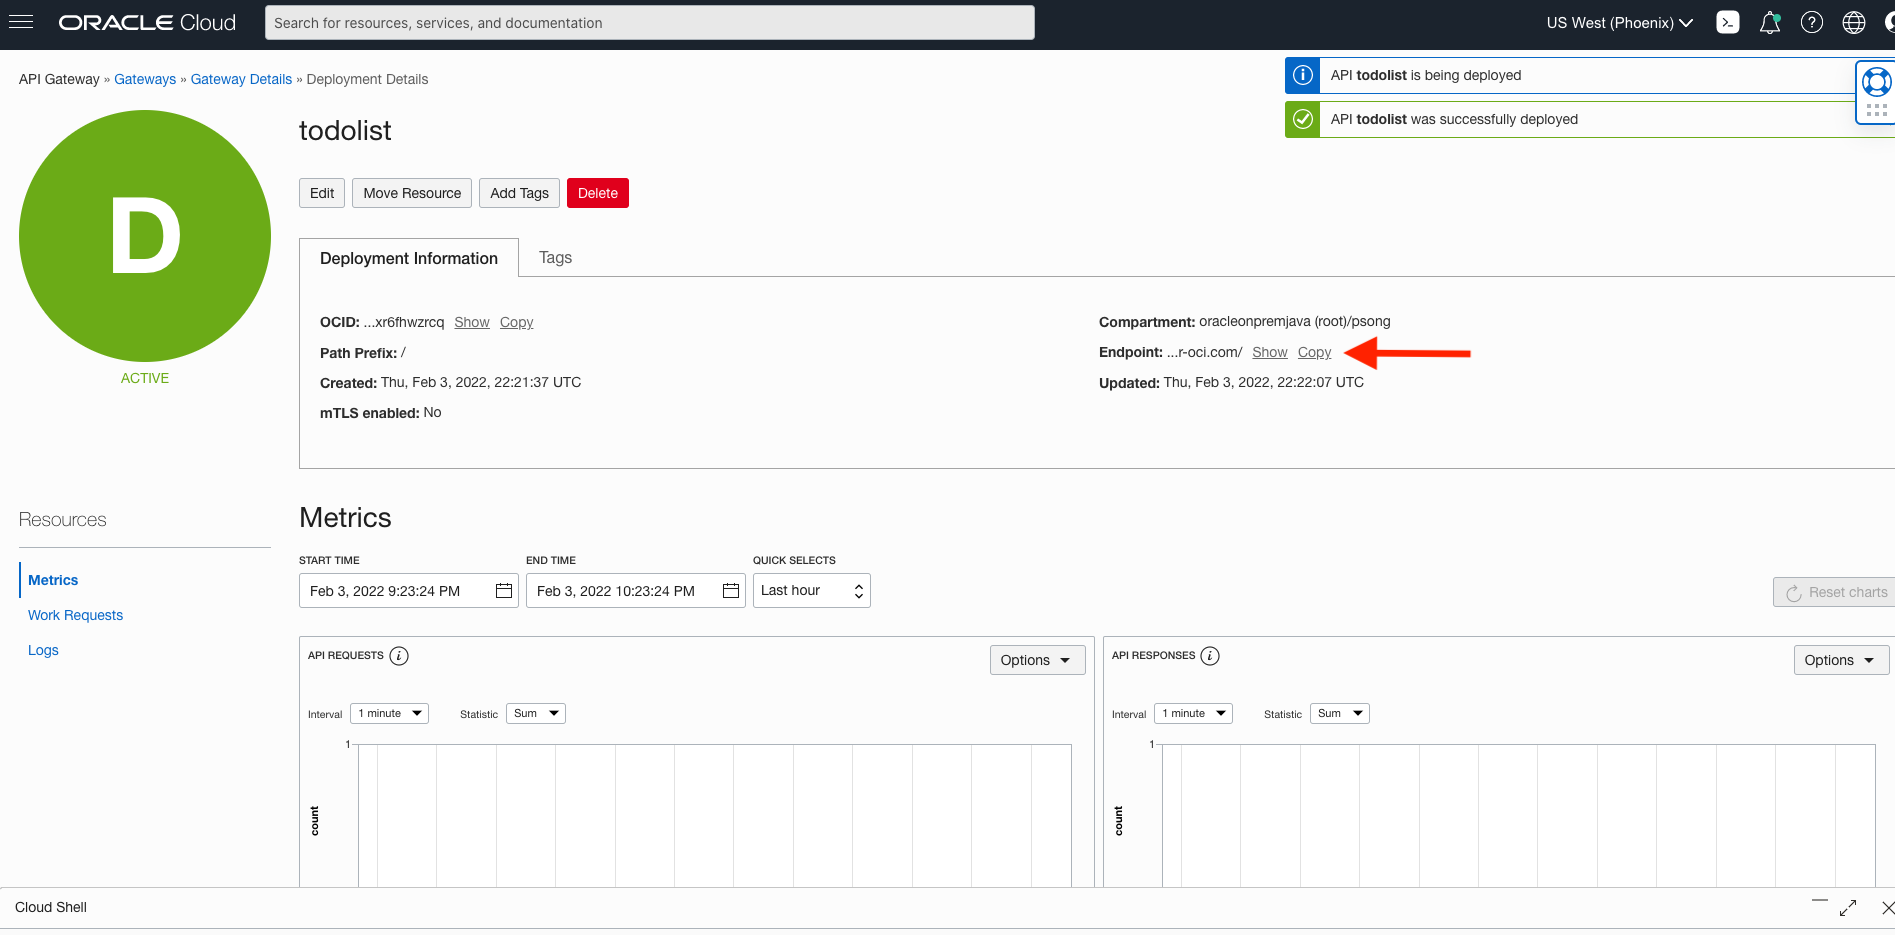 ORACLE Cloud
Search for resources, services, and documentation
US West (Phoenix)
API Gateway » Gateways » Gateway Details » Deployment Details
API todolist is being deployed
API todolist was successfully deployed
D
ACTIVE
todolist
Edit
Move Resource
Add Tags
Delete
Deployment Information
Tags
OCID: ...xr6fhwzrcq Show Copy
Path Prefix: /
Created: Thu, Feb 3, 2022, 22:21:37 UTC
mTLS enabled: No
Compartment: oracleonpremjava (root)/psong
Endpoint: ...r-oci.com/ Show Copy
Updated: Thu, Feb 3, 2022, 22:22:07 UTC
Resources
Metrics
Work Requests
Logs
Metrics
START TIME
Feb 3, 2022 9:23:24 PM
END TIME
Feb 3, 2022 10:23:24 PM
QUICK SELECTS
Last hour
Reset charts
API REQUESTS
Options
Interval 1 minute
Statistic Sum
1
count
API RESPONSES
Options
Interval 1 minute
Statistic Sum
1
count
Cloud Shell